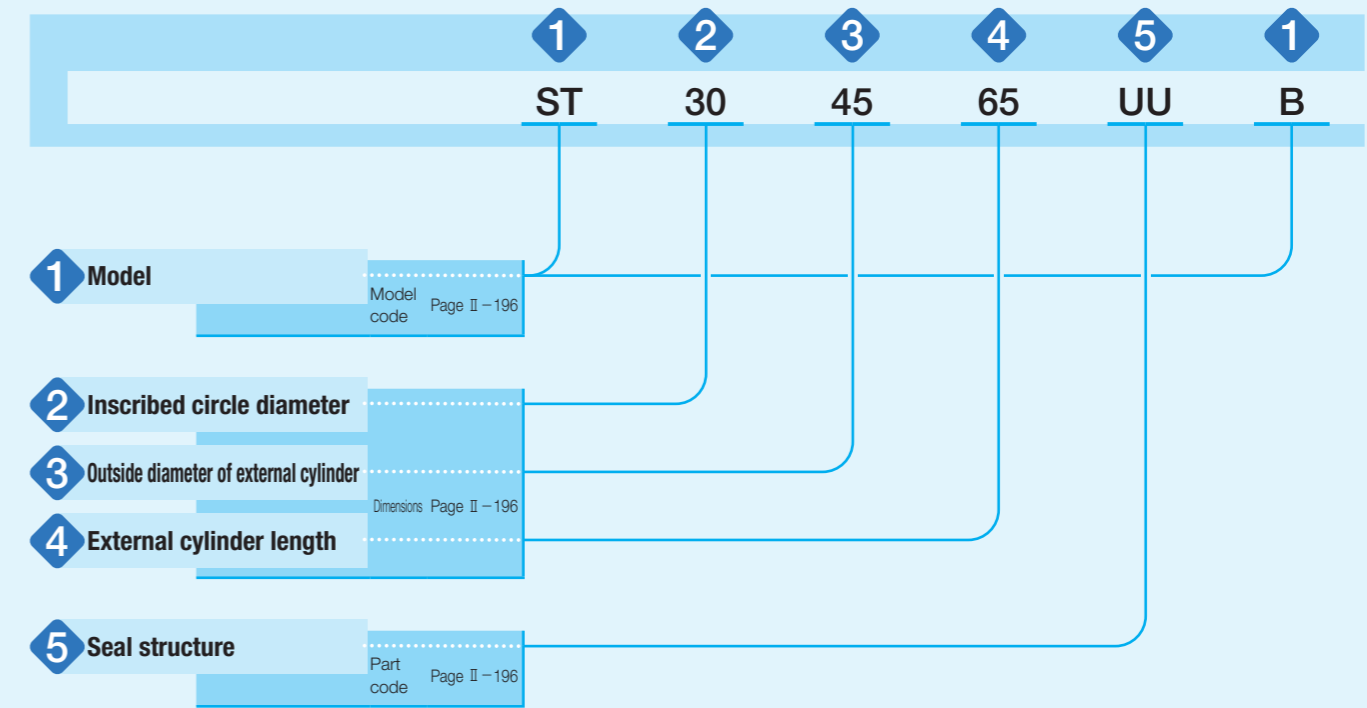 1 2 3 4 5 1
ST 30 45 65 UU B
1 Model
Model code Page Ⅱ－196
2 Inscribed circle diameter
3 Outside diameter of external cylinder
Dimensions Page Ⅱ－196
4 External cylinder length
5 Seal structure
Part code Page Ⅱ－196